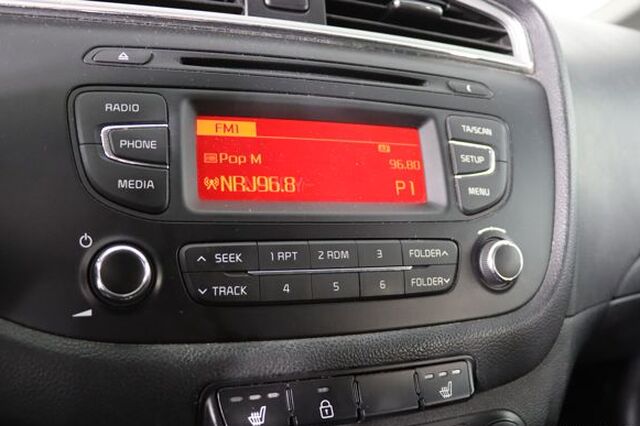 RADIO
PHONE
MEDIA
FM1
AF
Pop M
96.80
NRJ96.8
P1
TA/SCAN
SETUP
MENU
SEEK 1 RPT 2 RDM 3 FOLDER
TRACK 4 5 6 FOLDER